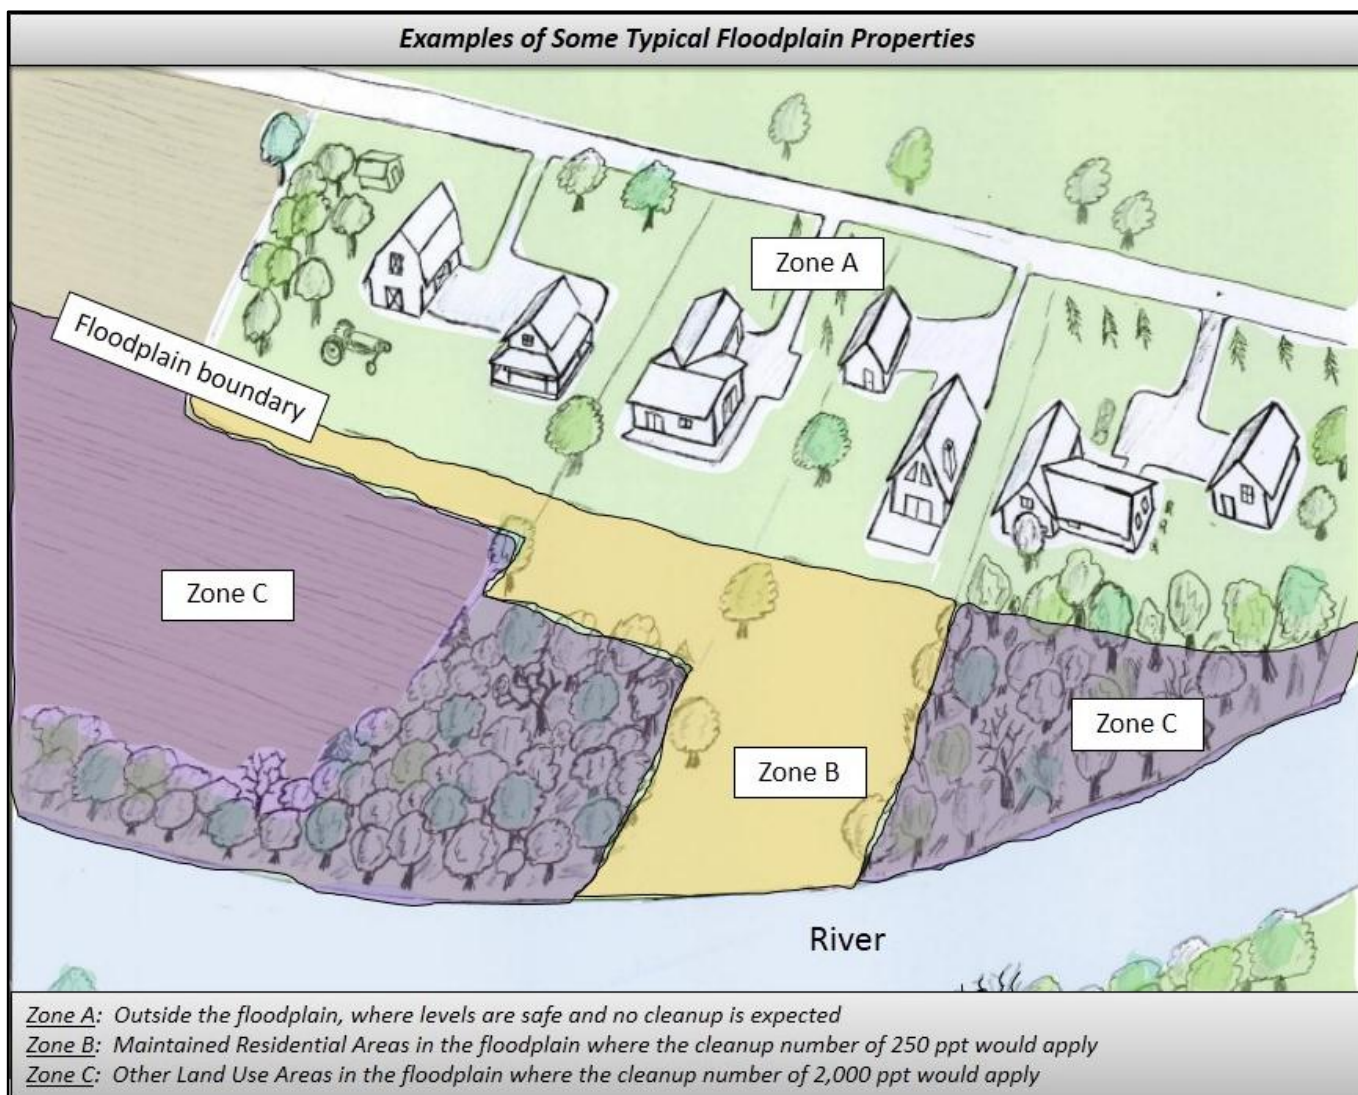 Examples of Some Typical Floodplain Properties
Zone A
Floodplain boundary
Zone C
Zone C
Zone B
River
Zone A: Outside the floodplain, where levels are safe and no cleanup is expected
Zone B: Maintained Residential Areas in the floodplain where the cleanup number of 250 ppt would apply
Zone C: Other Land Use Areas in the floodplain where the cleanup number of 2,000 ppt would apply